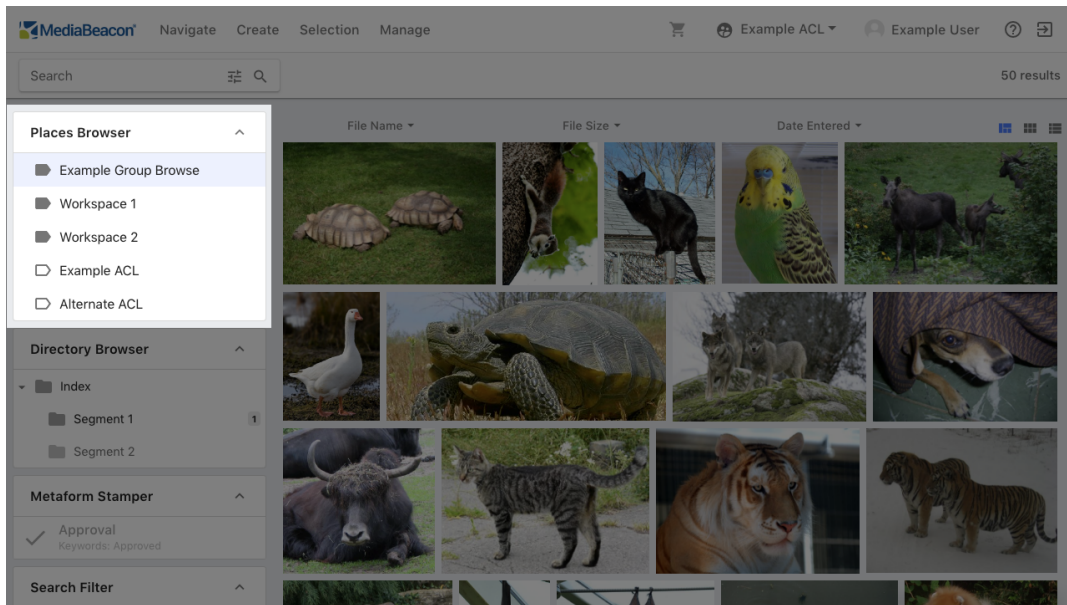 MediaBeacon Navigate Create Selection Manage Example ACL Example User
Search 50 results
Places Browser
Example Group Browse
Workspace 1
Workspace 2
Example ACL
Alternate ACL
Directory Browser
Index
Segment 1 1
Segment 2
Metaform Stamper
Approval
Keywords: Approved
Search Filter
File Name File Size Date Entered